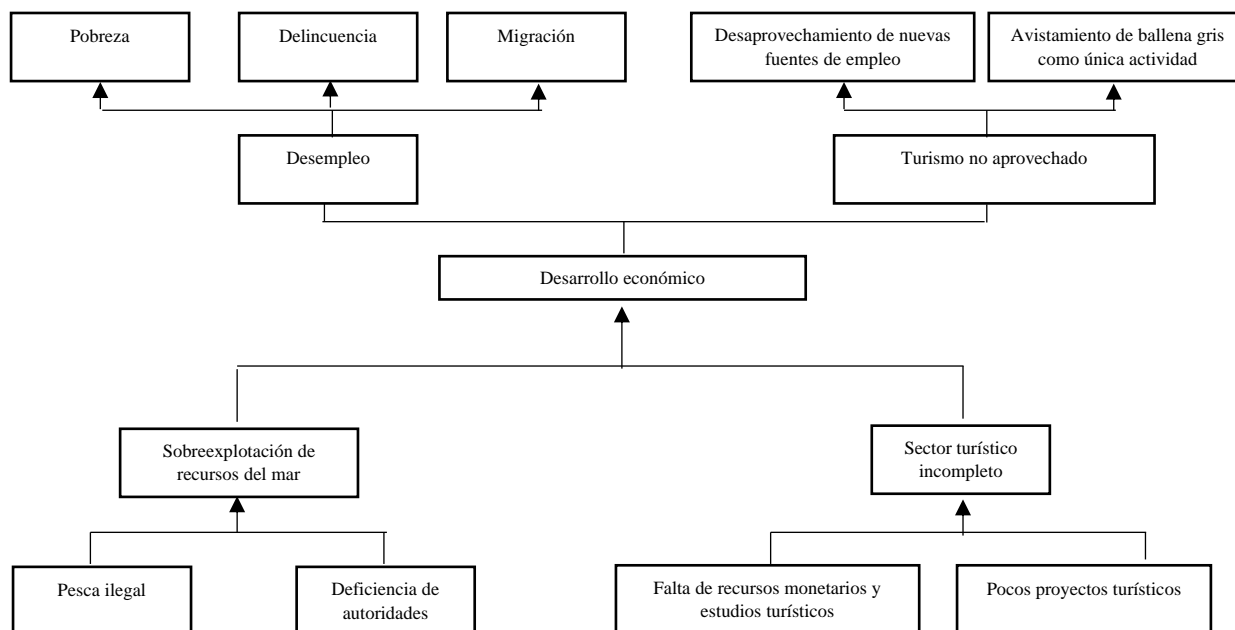 Pobreza
Delincuencia
Migración
Desaprovechamiento de nuevas
fuentes de empleo
Avistamiento de ballena gris
como única actividad
Desempleo
Turismo no aprovechado
Desarrollo económico
Sobreexplotación de
recursos del mar
Sector turístico
incompleto
Pesca ilegal
Deficiencia de
autoridades
Falta de recursos monetarios y
estudios turísticos
Pocos proyectos turísticos